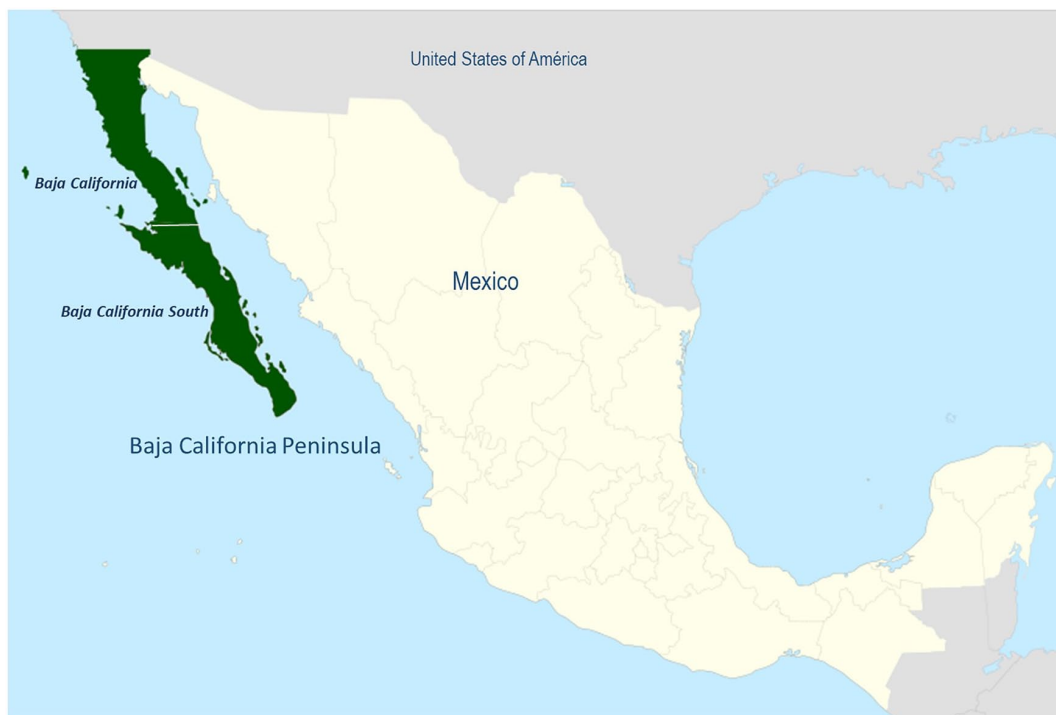 United States of América
Baja California
Mexico
Baja California South
Baja California Peninsula